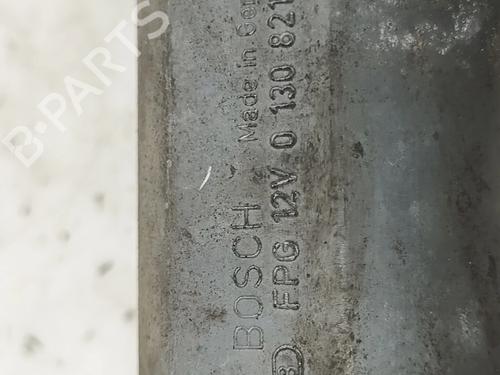 BOSCH Made in Ger
FPG 12V 0 130 821
B-PARTS